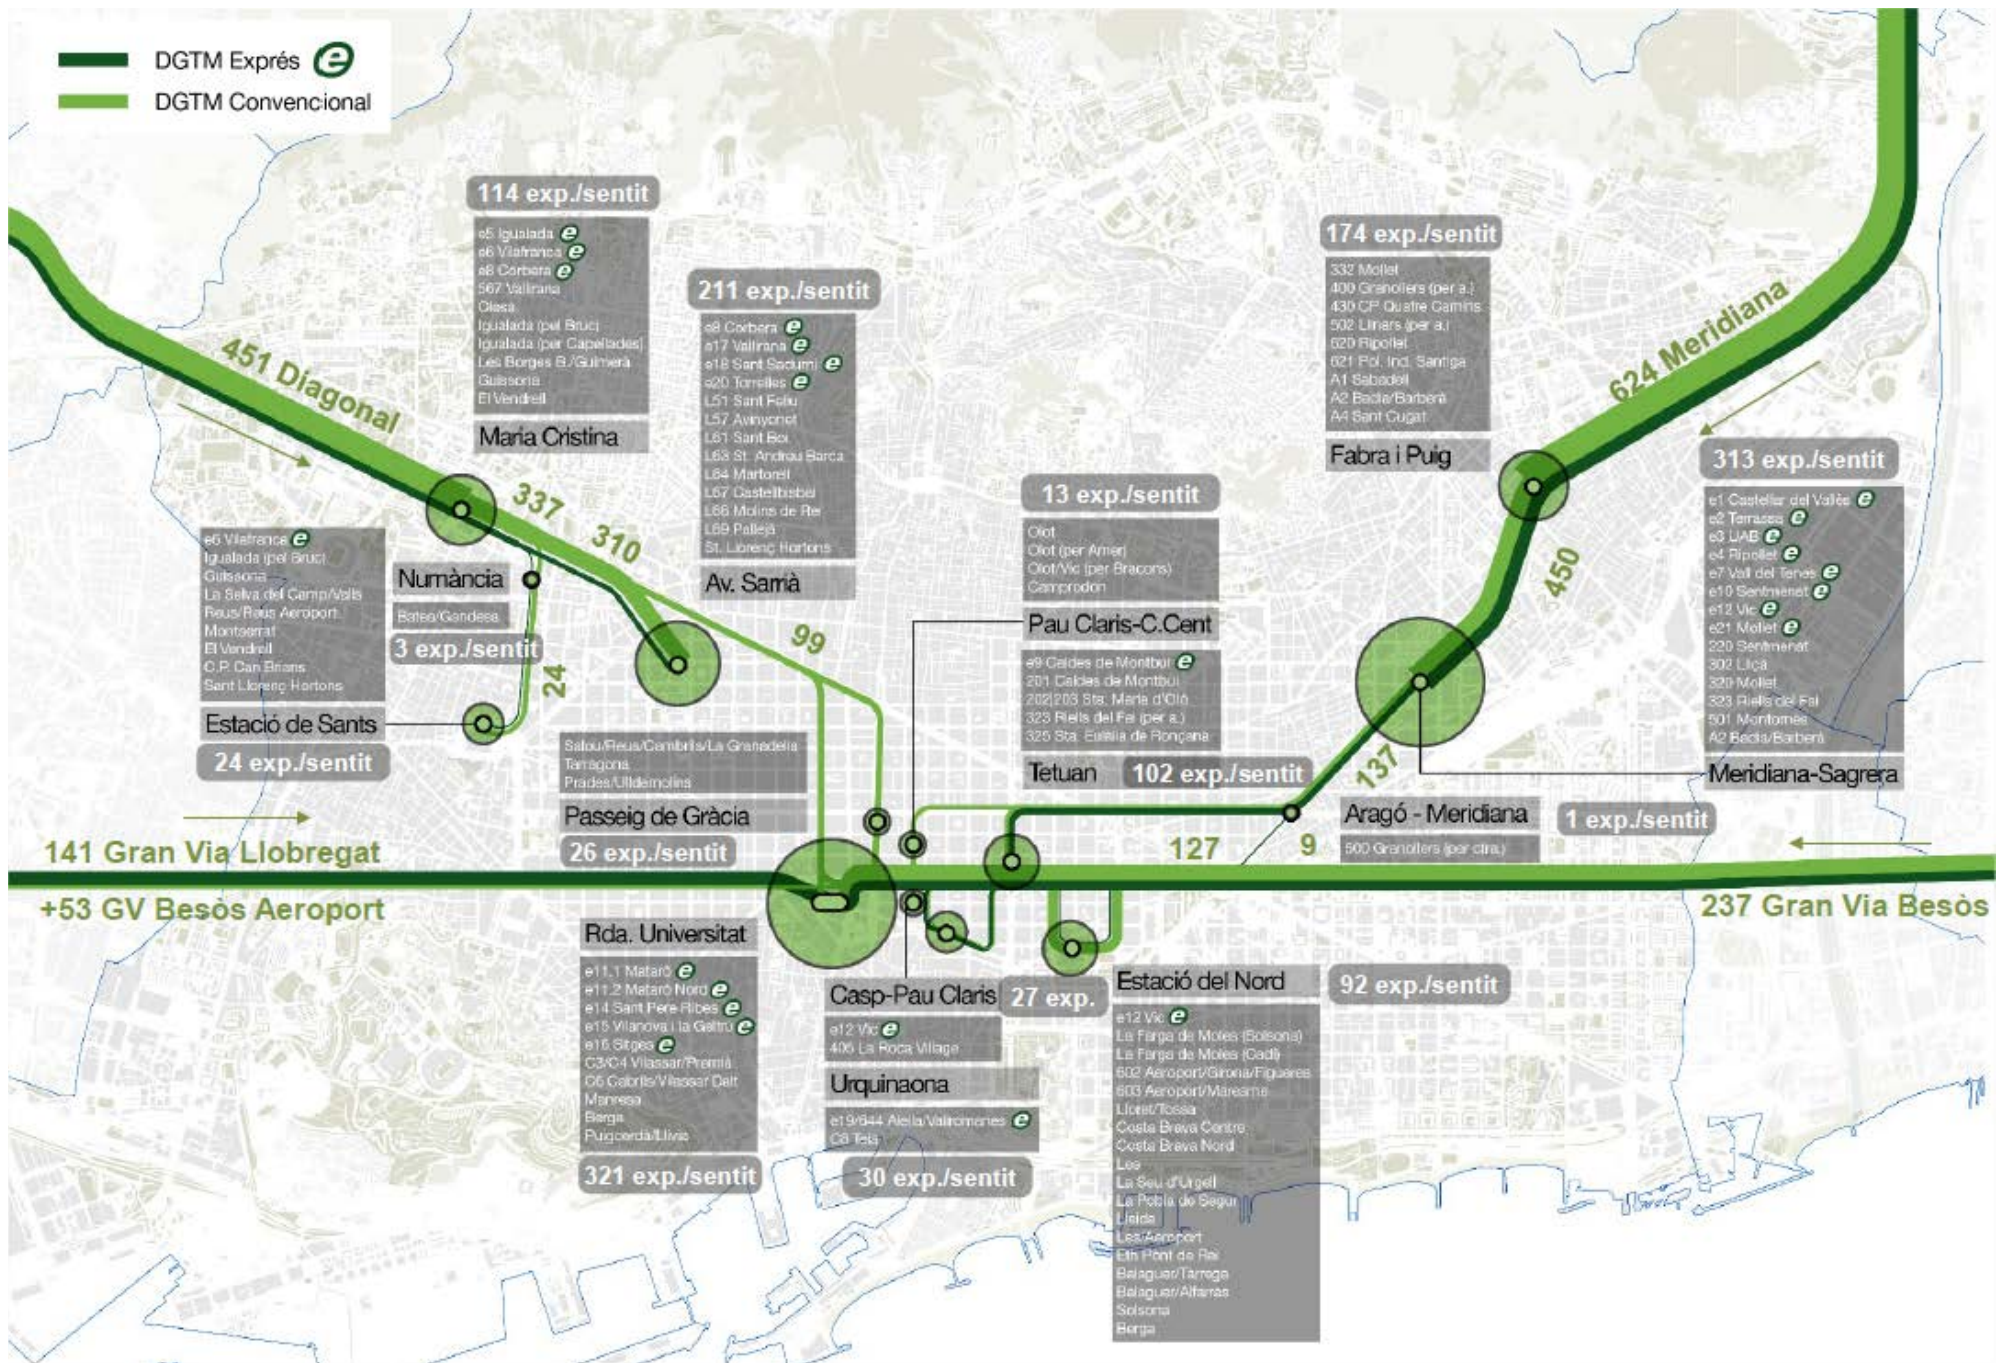 DGTM Exprés e
DGTM Convencional
114 exp./sentit
e5 Igualada e
e6 Vilafranca e
e8 Corbera e
567 Vallirana
Olesa
Igualada (pel Bruc)
Igualada (per Capellades)
Les Borges B./Guimerà
Guissona
El Vendrell
Maria Cristina
211 exp./sentit
e8 Corbera e
e17 Vallirana e
e18 Sant Sadurní e
e20 Torrelles e
L51 Sant Feliu
L57 Avinyonet
L61 Sant Boi
L63 St. Andreu Barca
L64 Martorell
L67 Castellbisbal
L68 Molins de Rei
L69 Pallejà
St. Llorenç Hortons
Av. Sarrià
174 exp./sentit
332 Mollet
400 Granollers (per a.)
430 CP Quatre Camins
502 Llinars (per a.)
620 Ripollet
621 Pol. Ind. Santiga
A1 Sabadell
A2 Badia/Barberà
A4 Sant Cugat
Fabra i Puig
451 Diagonal
624 Meridiana
313 exp./sentit
e1 Castellar del Vallès e
e2 Terrassa e
e3 UAB e
e4 Ripollet e
e7 Vall del Tenes e
e10 Sentmenat e
e12 Vic e
e21 Mollet e
220 Sentmenat
302 Lliçà
320 Mollet
323 Riells del Fai
501 Montornès
A2 Badia/Barberà
Meridiana-Sagrera
13 exp./sentit
Olot
Olot (per Amer)
Olot/Vic (per Bracons)
Camprodon
Pau Claris-C.Cent
e9 Caldes de Montbui e
201 Caldes de Montbui
202|203 Sta. Maria d'Oló
323 Riells del Fai (per a.)
325 Sta. Eulàlia de Ronçana
Tetuan
102 exp./sentit
337
310
450
99
24
137
e6 Vilafranca e
Igualada (pel Bruc)
Guissona
La Selva del Camp/Valls
Reus/Reus Aeroport
Montserrat
El Vendrell
C.P. Can Brians
Sant Llorenç Hortons
Estació de Sants
24 exp./sentit
Numància
Batea/Gandesa
3 exp./sentit
Salou/Reus/Cambrils/La Granadella
Tarragona
Prades/Ulldemolins
Passeig de Gràcia
26 exp./sentit
Aragó - Meridiana
1 exp./sentit
500 Granollers (per ctra.)
127
9
141 Gran Via Llobregat
+53 GV Besòs Aeroport
237 Gran Via Besòs
Rda. Universitat
e11.1 Mataró e
e11.2 Mataró Nord e
e14 Sant Pere Ribes e
e15 Vilanova i la Geltrú e
e16 Sitges e
C3/C4 Vilassar/Premià
C6 Cabrils/Vilassar Dalt
Manresa
Berga
Puigcerdà/Llívia
321 exp./sentit
Casp-Pau Claris
27 exp.
e12 Vic e
405 La Roca Village
Urquinaona
e19/644 Alella/Vallromanes e
C8 Teià
30 exp./sentit
Estació del Nord
92 exp./sentit
e12 Vic e
La Farga de Moles (Solsona)
La Farga de Moles (Cadí)
602 Aeroport/Girona/Figueres
603 Aeroport/Maresme
Lloret/Tossa
Costa Brava Centre
Costa Brava Nord
Les
La Seu d'Urgell
La Pobla de Segur
Lleida
Les/Aeroport
Eth Pont de Rei
Balaguer/Tàrrega
Balaguer/Alfarràs
Solsona
Berga